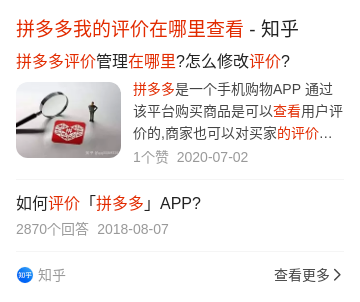 拼多多我的评价在哪里查看 - 知乎
拼多多评价管理在哪里?怎么修改评价?
拼多多是一个手机购物APP 通过
该平台购买商品是可以查看用户评
价的,商家也可以对买家的评价…
1个赞 2020-07-02
如何评价「拼多多」APP?
2870个回答 2018-08-07
知乎 知乎
查看更多